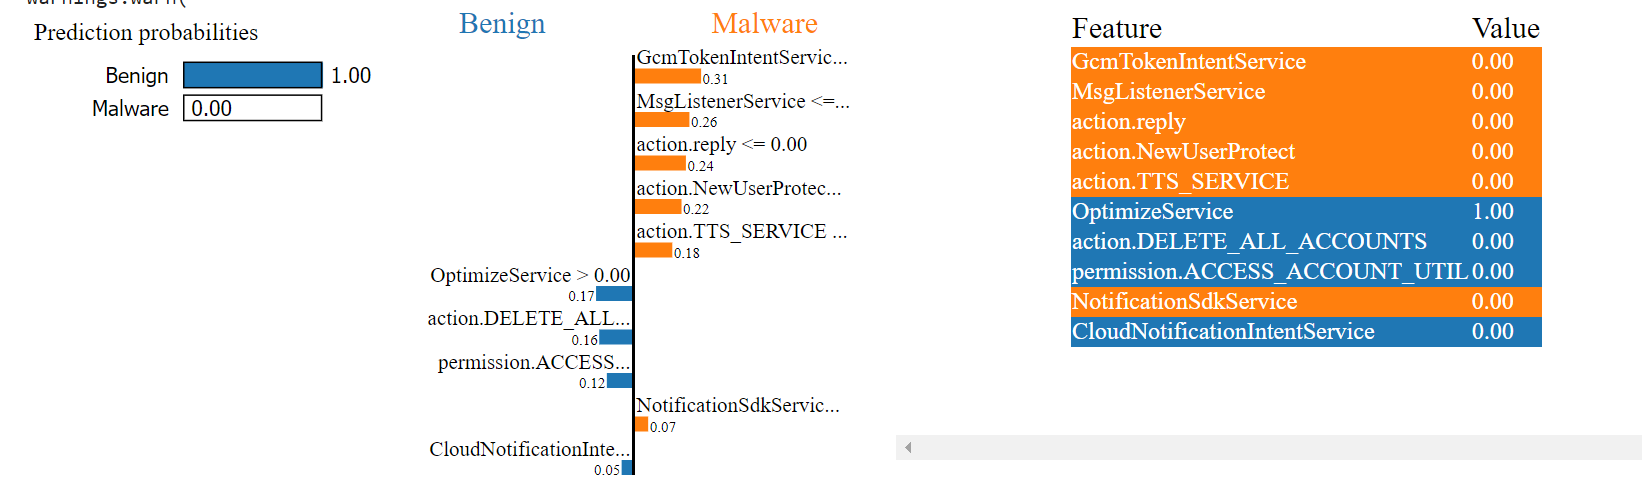 warnings.warn(
Prediction probabilities
Benign 1.00
Malware 0.00
Benign Malware
GcmTokenIntentServic...
0.31
MsgListenerService <=...
0.26
action.reply <= 0.00
0.24
action.NewUserProtec...
0.22
action.TTS_SERVICE ...
0.18
OptimizeService > 0.00
0.17
action.DELETE_ALL...
0.16
permission.ACCESS...
0.12
NotificationSdkServic...
0.07
CloudNotificationInte...
0.05
Feature Value
GcmTokenIntentService 0.00
MsgListenerService 0.00
action.reply 0.00
action.NewUserProtect 0.00
action.TTS_SERVICE 0.00
OptimizeService 1.00
action.DELETE_ALL_ACCOUNTS 0.00
permission.ACCESS_ACCOUNT_UTIL 0.00
NotificationSdkService 0.00
CloudNotificationIntentService 0.00